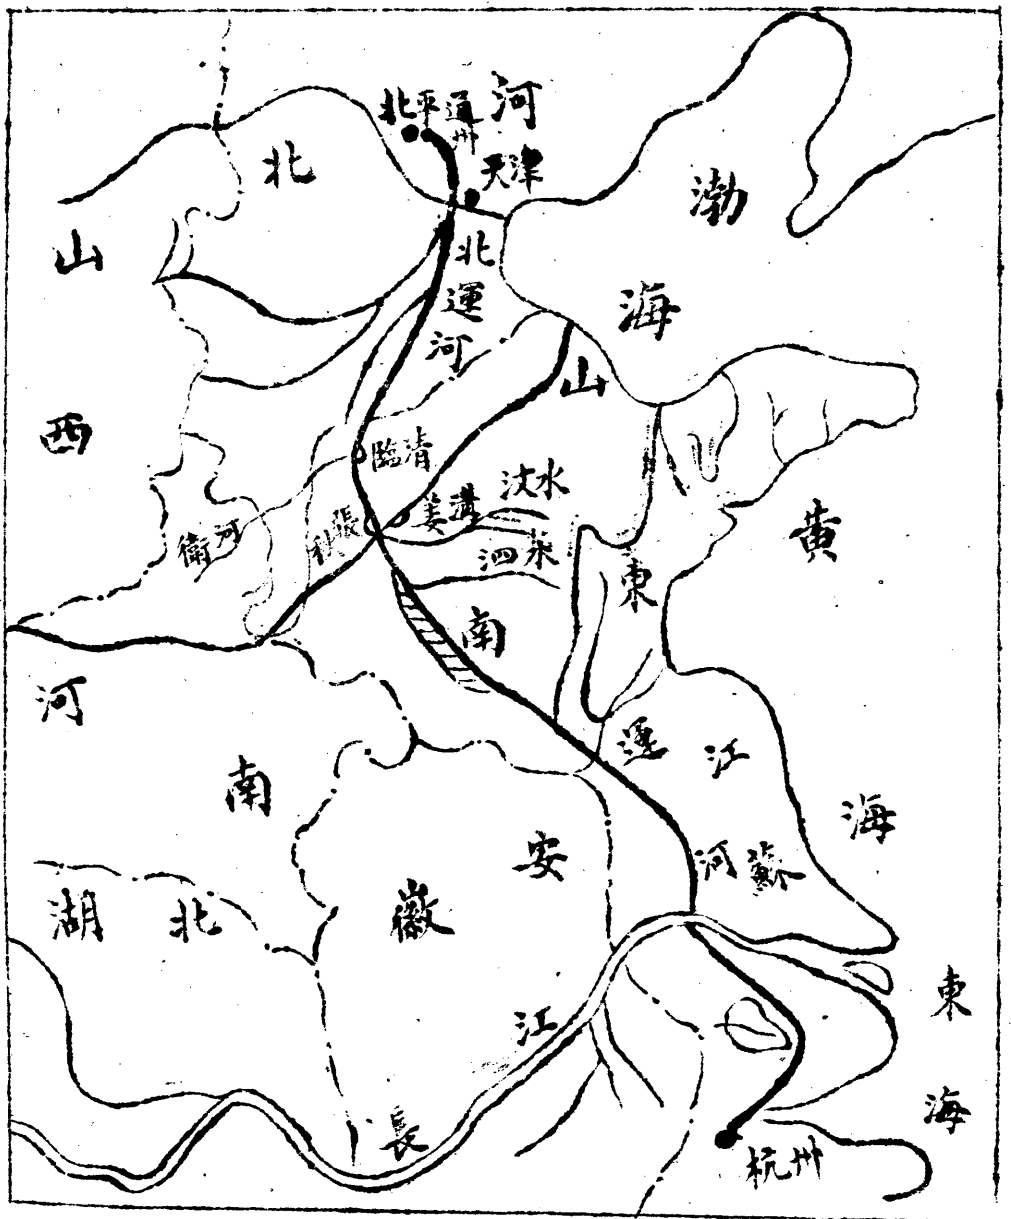 北平
通州
河
天津
北
渤
山
北運河
海
山
西
臨清
汶水
姜溝
張秋
衛河
泗水
黃
東
南
河
運
江
南
海
安
河
蘇
湖
北
徽
東
江
海
長
杭州